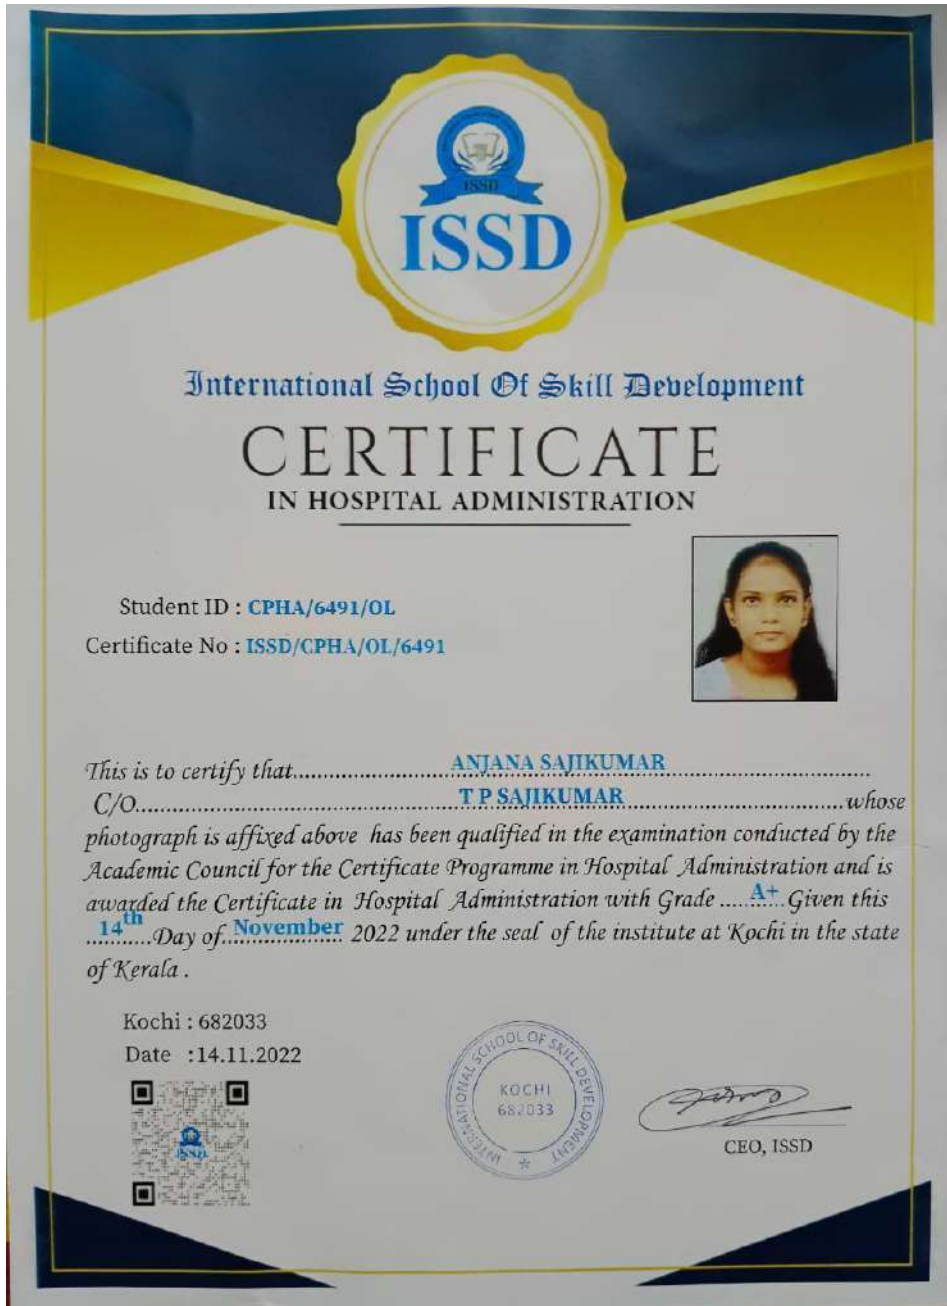 ISSD
ISSD
International School Of Skill Development
CERTIFICATE
IN HOSPITAL ADMINISTRATION
Student ID : CPHA/6491/OL
Certificate No : ISSD/CPHA/OL/6491
This is to certify that.....ANJANA SAJIKUMAR.....
C/O.....T P SAJIKUMAR.....whose
photograph is affixed above has been qualified in the examination conducted by the
Academic Council for the Certificate Programme in Hospital Administration and is
awarded the Certificate in Hospital Administration with Grade .....A+..Given this
14th.....Day of..November.. 2022 under the seal of the institute at Kochi in the state
of Kerala .
Kochi : 682033
Date :14.11.2022
ISSD
INTERNATIONAL SCHOOL OF SKILL DEVELOPMENT
KOCHI
682033
CEO, ISSD